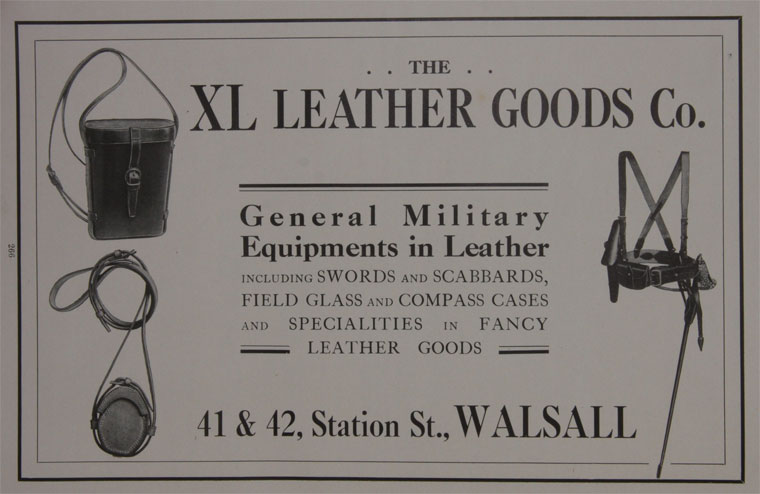 . . THE . .
XL LEATHER GOODS Co.
General Military
Equipments in Leather
INCLUDING SWORDS AND SCABBARDS,
FIELD GLASS AND COMPASS CASES
AND SPECIALITIES IN FANCY
LEATHER GOODS
41 & 42, Station St., WALSALL
266